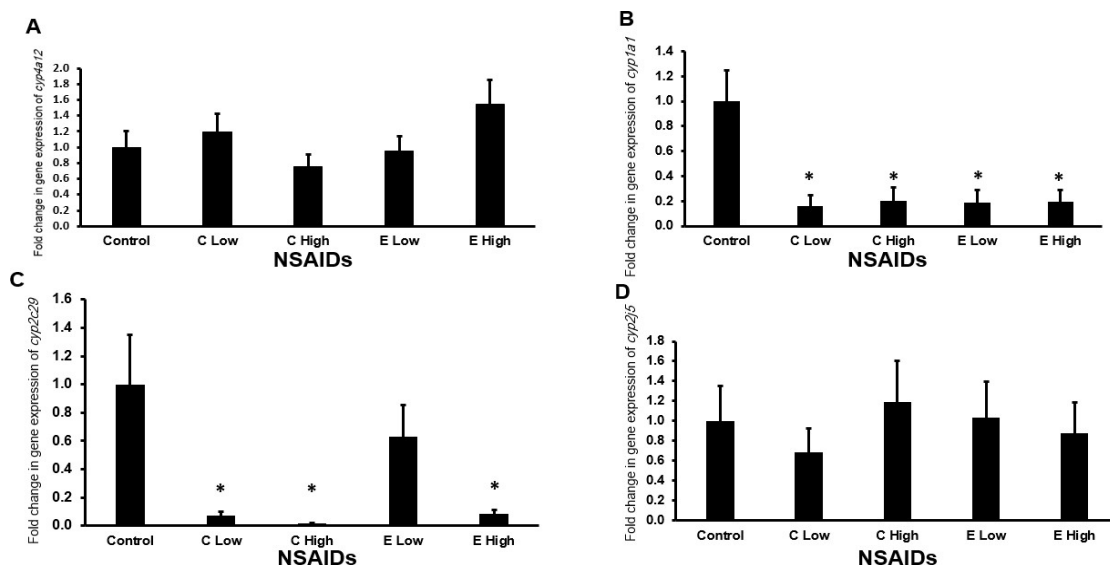 A
Fold change in gene expression of cyp4a12
2.0
1.8
1.6
1.4
1.2
1.0
0.8
0.6
0.4
0.2
0.0
Control C Low C High E Low E High
NSAIDs
B
Fold change in gene expression of cyp1a1
1.4
1.2
1.0
0.8
0.6
0.4
0.2
0.0
* * * *
Control C Low C High E Low E High
NSAIDs
C
Fold change in gene expression of cyp2c29
1.6
1.4
1.2
1.0
0.8
0.6
0.4
0.2
0.0
* * *
Control C Low C High E Low E High
NSAIDs
D
Fold change in gene expression of cyp2j5
1.8
1.6
1.4
1.2
1.0
0.8
0.6
0.4
0.2
0.0
Control C Low C High E Low E High
NSAIDs